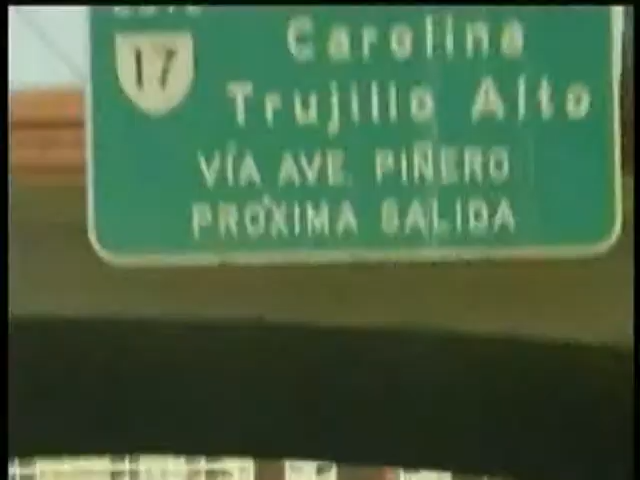 Carolina
17
Trujillo Alto
VÍA AVE. PIÑERO
PRÓXIMA SALIDA